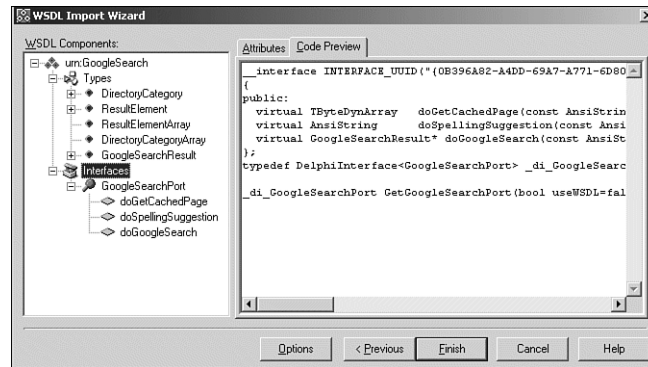 WSDL Import Wizard
WSDL Components:
urn:GoogleSearch
Types
DirectoryCategory
ResultElement
ResultElementArray
DirectoryCategoryArray
GoogleSearchResult
Interfaces
GoogleSearchPort
doGetCachedPage
doSpellingSuggestion
doGoogleSearch
Attributes Code Preview
__interface INTERFACE_UUID("{0B396A82-A4DD-69A7-A771-6D80
{
public:
virtual TByteDynArray doGetCachedPage(const AnsiStrin
virtual AnsiString doSpellingSuggestion(const Ansi
virtual GoogleSearchResult* doGoogleSearch(const AnsiSt
};
typedef DelphiInterface<GoogleSearchPort> _di_GoogleSearc
_di_GoogleSearchPort GetGoogleSearchPort(bool useWSDL=fal
Options < Previous Finish Cancel Help